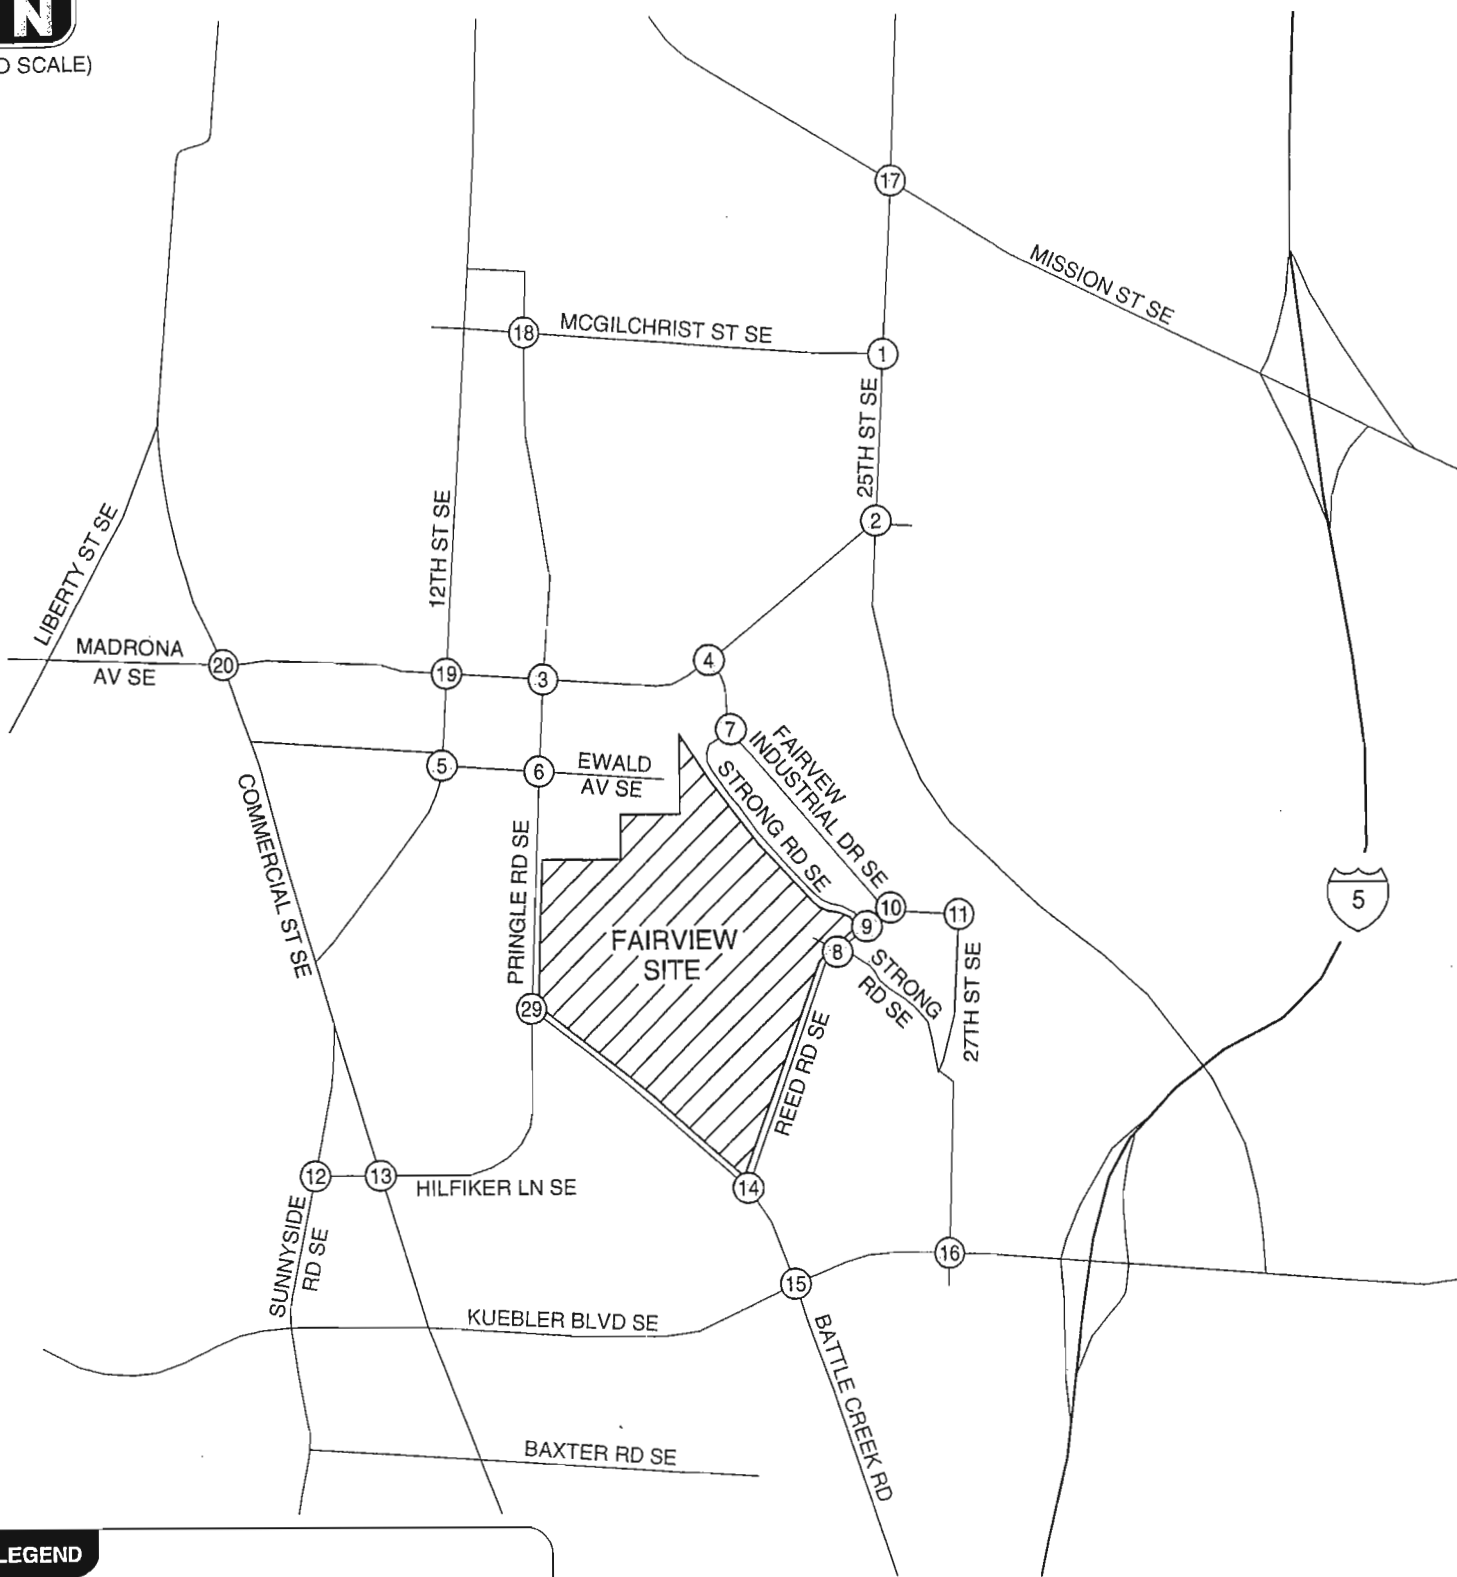 N
O SCALE)
17
MISSION ST SE
18
MCGILCHRIST ST SE
1
25TH ST SE
2
12TH ST SE
LIBERTY ST SE
MADRONA
AV SE
20
19
3
4
7
FAIRVIEW
INDUSTRIAL DR SE
STRONG RD SE
5
6
EWALD
AV SE
COMMERCIAL ST SE
PRINGLE RD SE
10
11
9
8
5
FAIRVIEW
SITE
STRONG
RD SE
27TH ST SE
29
REED RD SE
12
13
HILFIKER LN SE
14
SUNNYSIDE
RD SE
16
15
KUEBLER BLVD SE
BATTLE CREEK RD
BAXTER RD SE
LEGEND